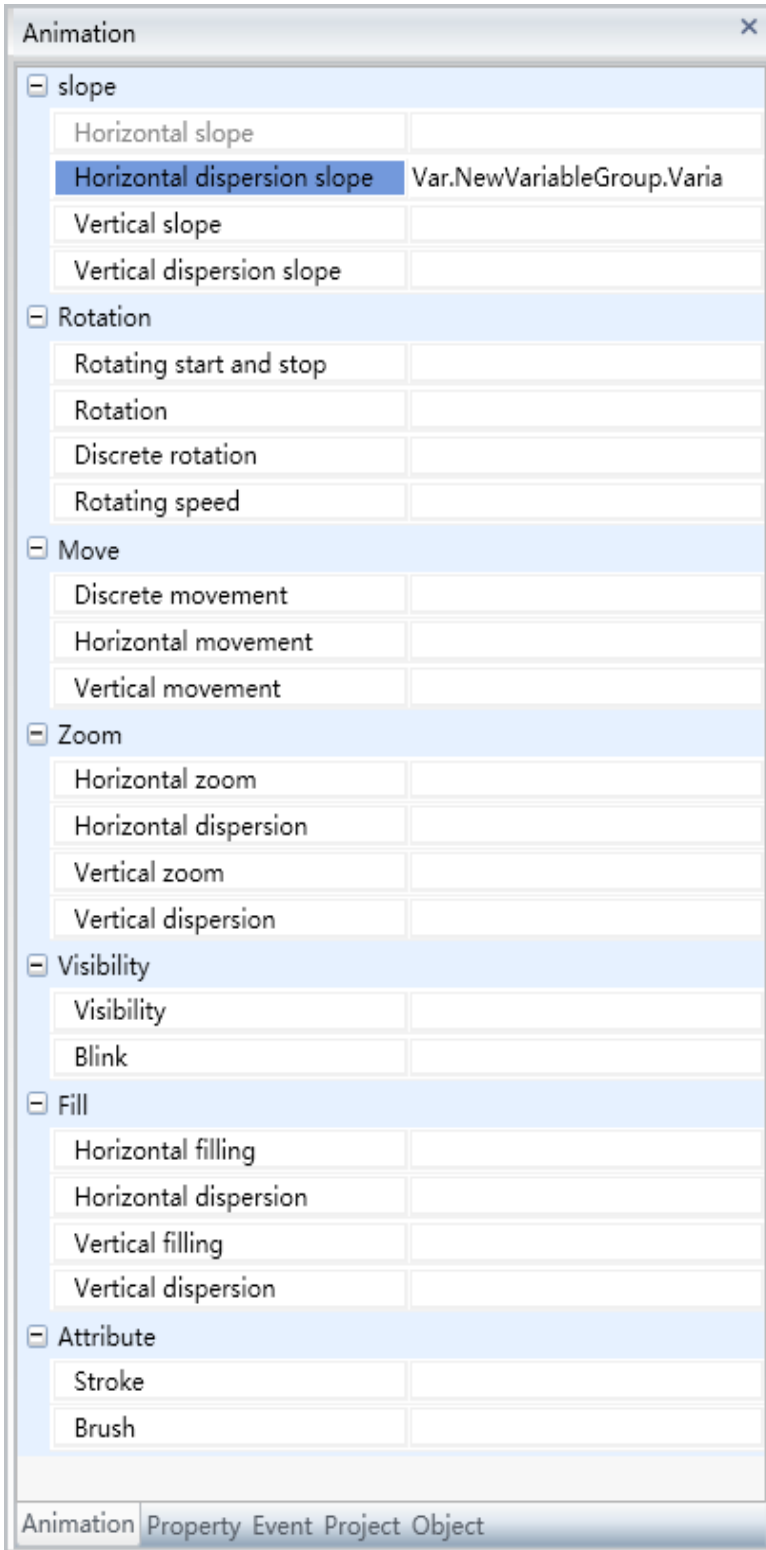 Animation
slope
Horizontal slope
Horizontal dispersion slope Var.NewVariableGroup.Varia
Vertical slope
Vertical dispersion slope
Rotation
Rotating start and stop
Rotation
Discrete rotation
Rotating speed
Move
Discrete movement
Horizontal movement
Vertical movement
Zoom
Horizontal zoom
Horizontal dispersion
Vertical zoom
Vertical dispersion
Visibility
Visibility
Blink
Fill
Horizontal filling
Horizontal dispersion
Vertical filling
Vertical dispersion
Attribute
Stroke
Brush
Animation Property Event Project Object